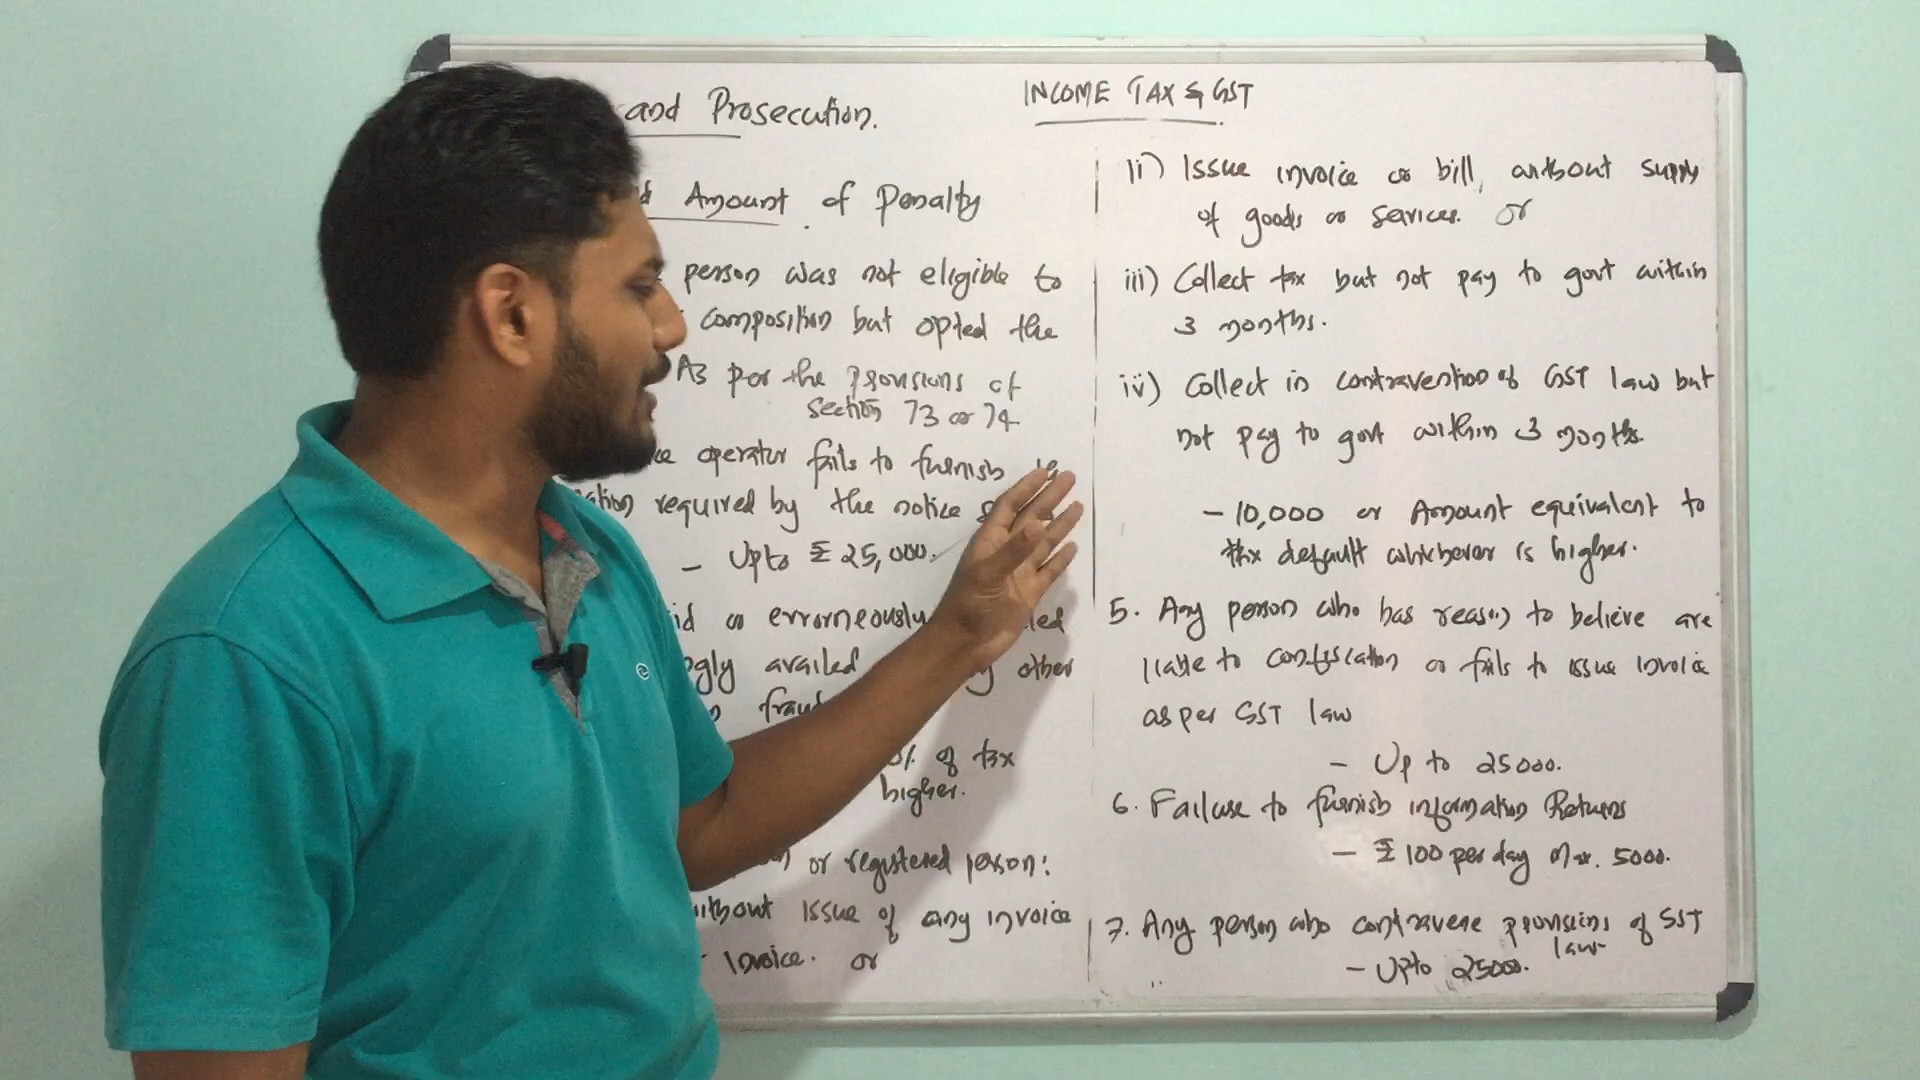 and Prosecution.
Amount of Penalty
person was not eligible to
composition but opted the
As per the provisions of
section 73 or 74
operator fails to furnish
required by the notice
- Upto ₹ 25,000.
or erroneously
availed other
of tax
higher.
or registered person:
without issue of any invoice
Invoice. or
INCOME TAX & GST
ii) Issue invoice or bill, without supply
of goods or services. or
iii) Collect tax but not pay to govt within
3 months.
iv) Collect in contravention of GST law but
not pay to govt within 3 months.
- 10,000 or Amount equivalent to
tax default whichever is higher.
5. Any person who has reason to believe are
liable to confiscation or fails to issue invoice
as per GST law
- Up to 25000.
6. Failure to furnish information Returns
- ₹ 100 per day Max. 5000.
7. Any person who contravene provisions of GST
law
- Upto 25000.